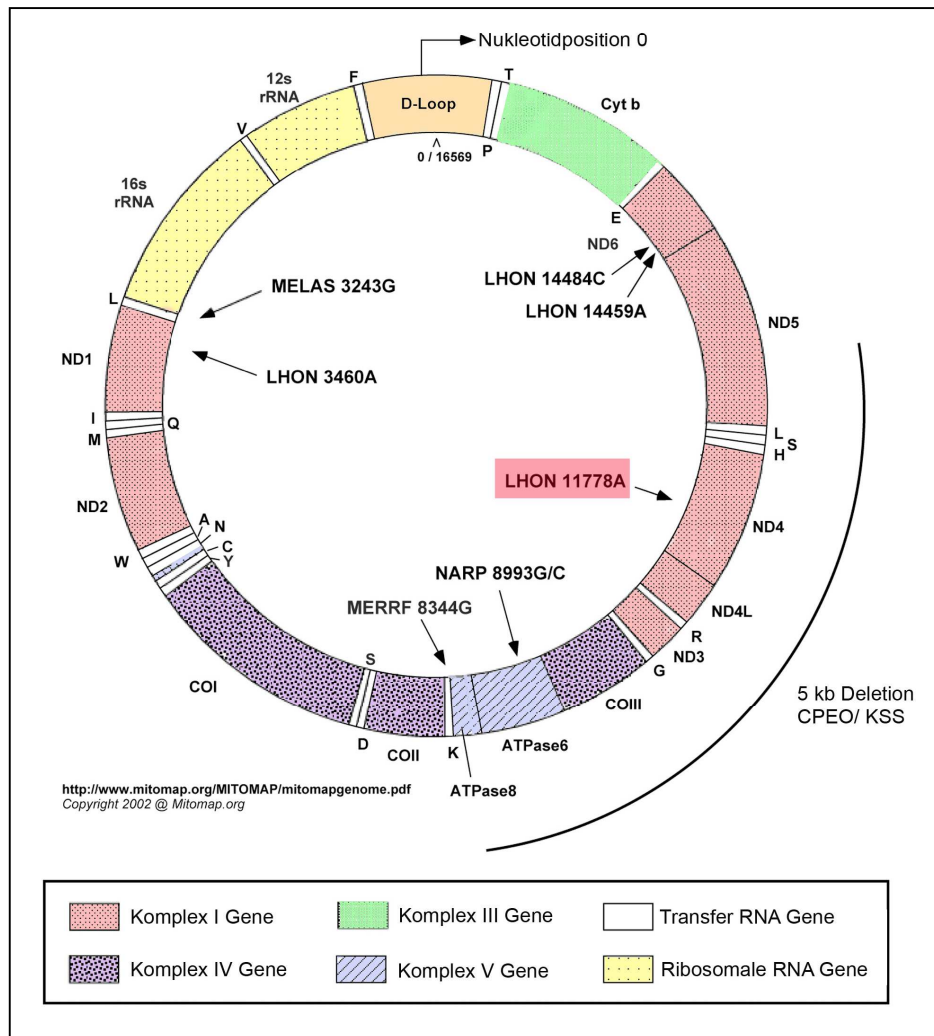 Nukleotidposition 0
12s
rRNA
F
D-Loop
T
Cyt b
V
P
0 / 16569
16s
rRNA
E
ND6
LHON 14484C
LHON 14459A
MELAS 3243G
L
ND5
ND1
LHON 3460A
I
Q
M
L
S
H
LHON 11778A
ND4
ND2
A
N
C
Y
W
NARP 8993G/C
MERRF 8344G
ND4L
R
ND3
G
S
COI
COIII
5 kb Deletion
CPEO/ KSS
D
COII
K
ATPase6
ATPase8
http://www.mitomap.org/MITOMAP/mitomapgenome.pdf
Copyright 2002 @ Mitomap.org
Komplex I Gene
Komplex III Gene
Transfer RNA Gene
Komplex IV Gene
Komplex V Gene
Ribosomale RNA Gene